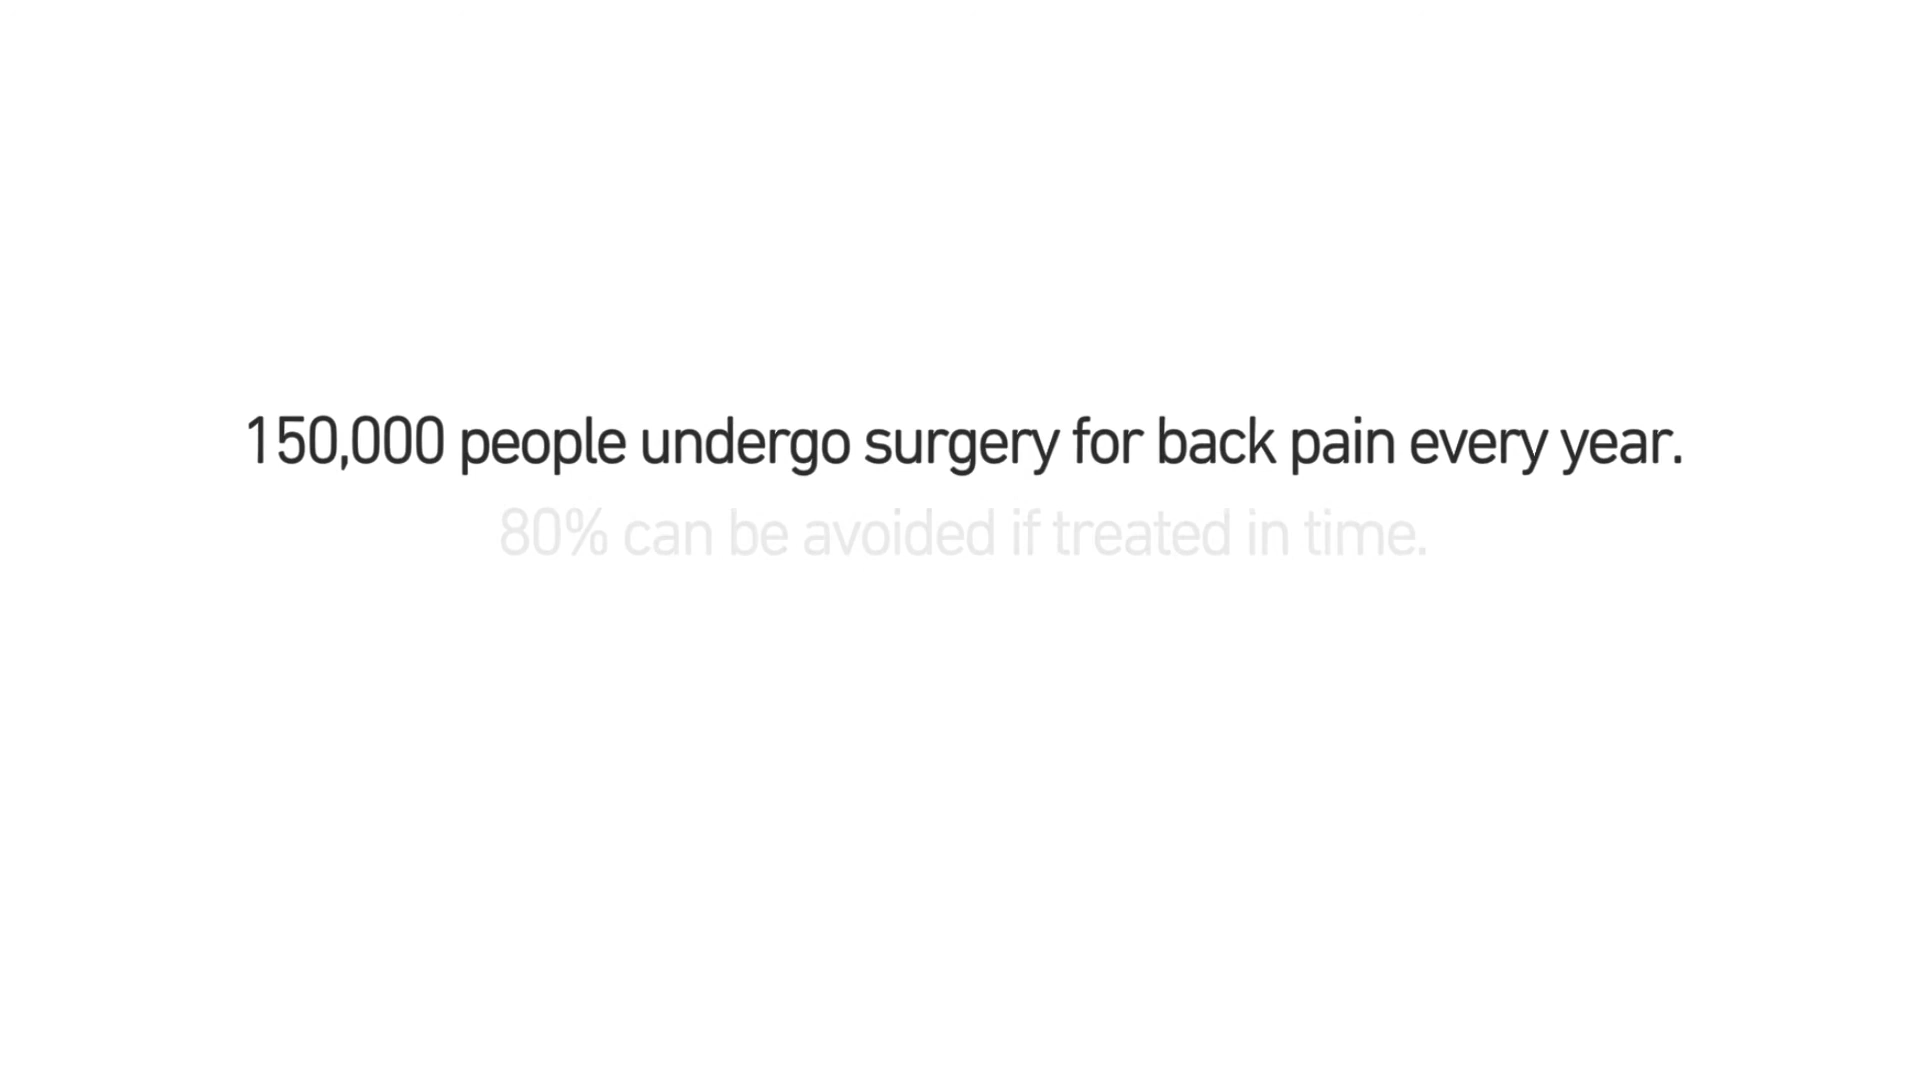 150,000 people undergo surgery for back pain every year.
80% can be avoided if treated in time.